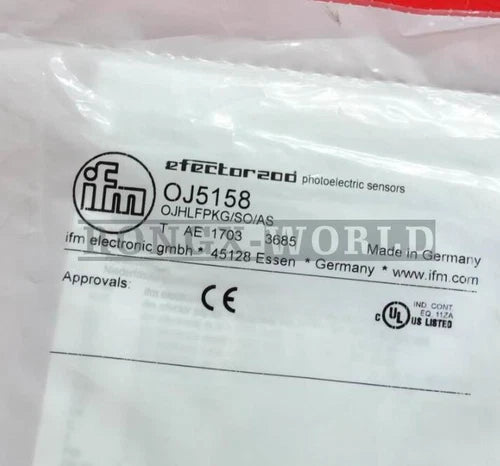 ifm
efector200 photoelectric sensors
OJ5158
OJHLFPKG/SO/AS
T AE 1703 3685 Made in Germany
RONGX-WORLD
ifm electronic gmbh * 45128 Essen * Germany * www.ifm.com
Approvals: CE C UL US LISTED
IND. CONT.
EQ. 11ZA